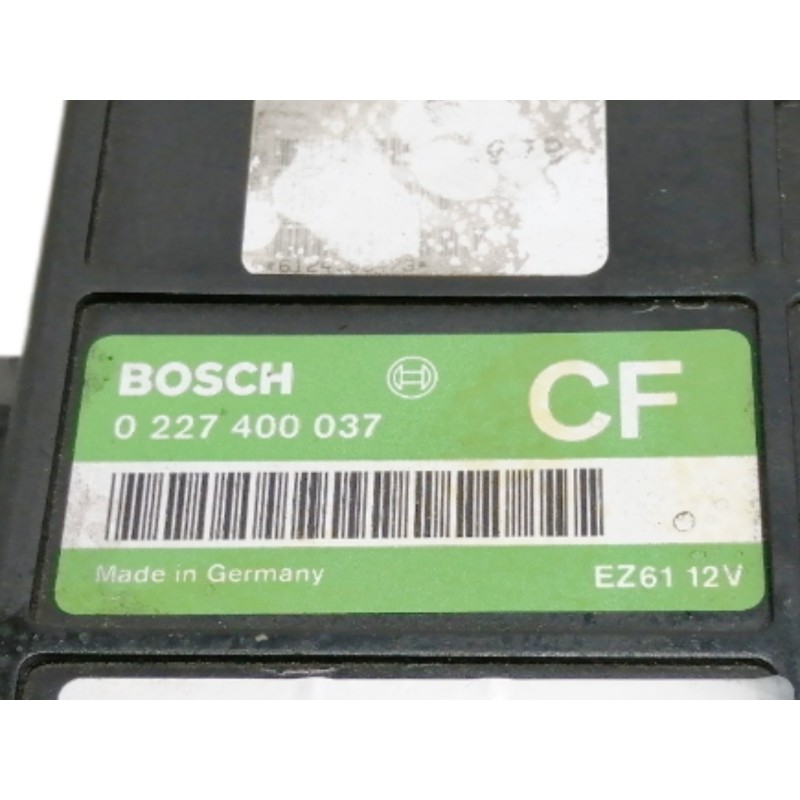 BOSCH
CF
0 227 400 037
Made in Germany
EZ61 12V